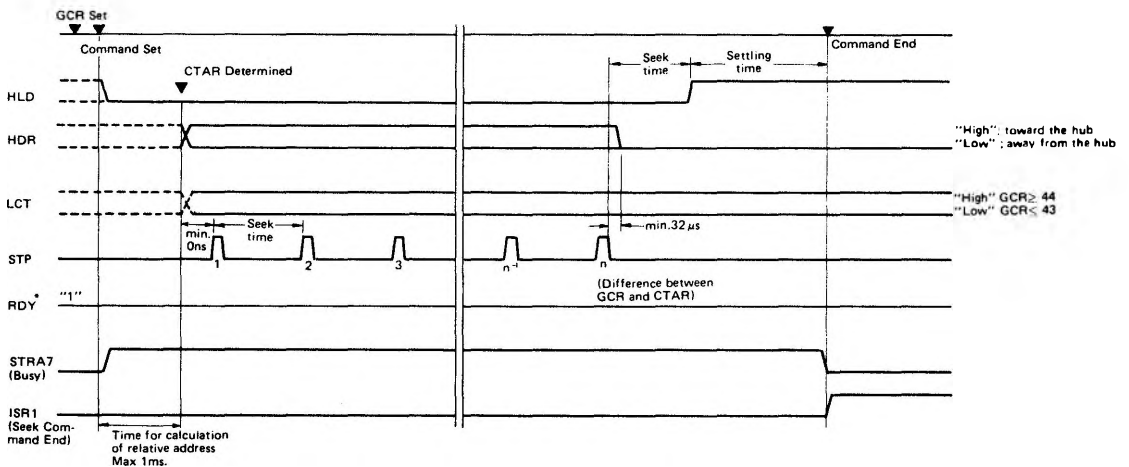 GCR Set
Command Set
Command End
Seek time
Settling time
CTAR Determined
HLD
HDR
"High"; toward the hub
"Low" ; away from the hub
LCT
"High" GCR≥ 44
"Low" GCR≤ 43
min. 0ns
Seek time
min.32 μs
STP
1 2 3 n-1 n
(Difference between
GCR and CTAR)
RDY* "1"
STRA7
(Busy)
ISR1
(Seek Com-
mand End)
Time for calculation
of relative address
Max 1ms.